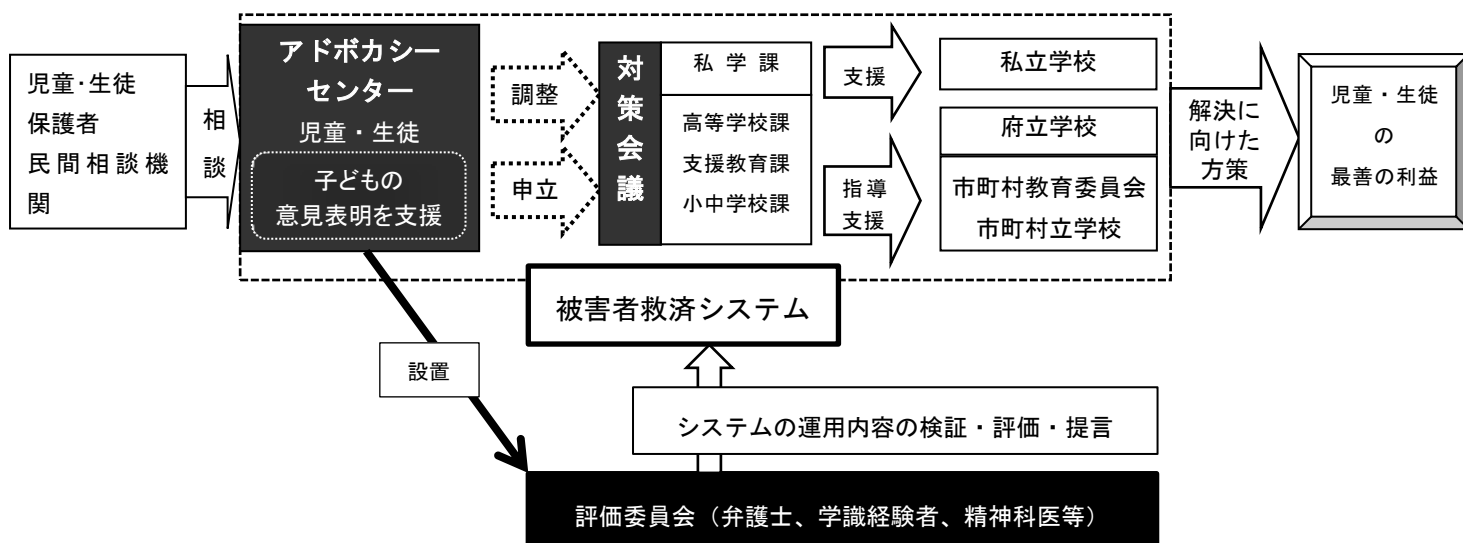 児童・生徒
保護者
民間相談機
関
相
談
アドボカシー
センター
児童・生徒
子どもの
意見表明を支援
調整
申立
対
策
会
議
私学課
高等学校課
支援教育課
小中学校課
支援
指導
支援
私立学校
府立学校
市町村教育委員会
市町村立学校
解決に
向けた
方策
児童・生徒
の
最善の利益
被害者救済システム
設置
システムの運用内容の検証・評価・提言
評価委員会（弁護士、学識経験者、精神科医等）